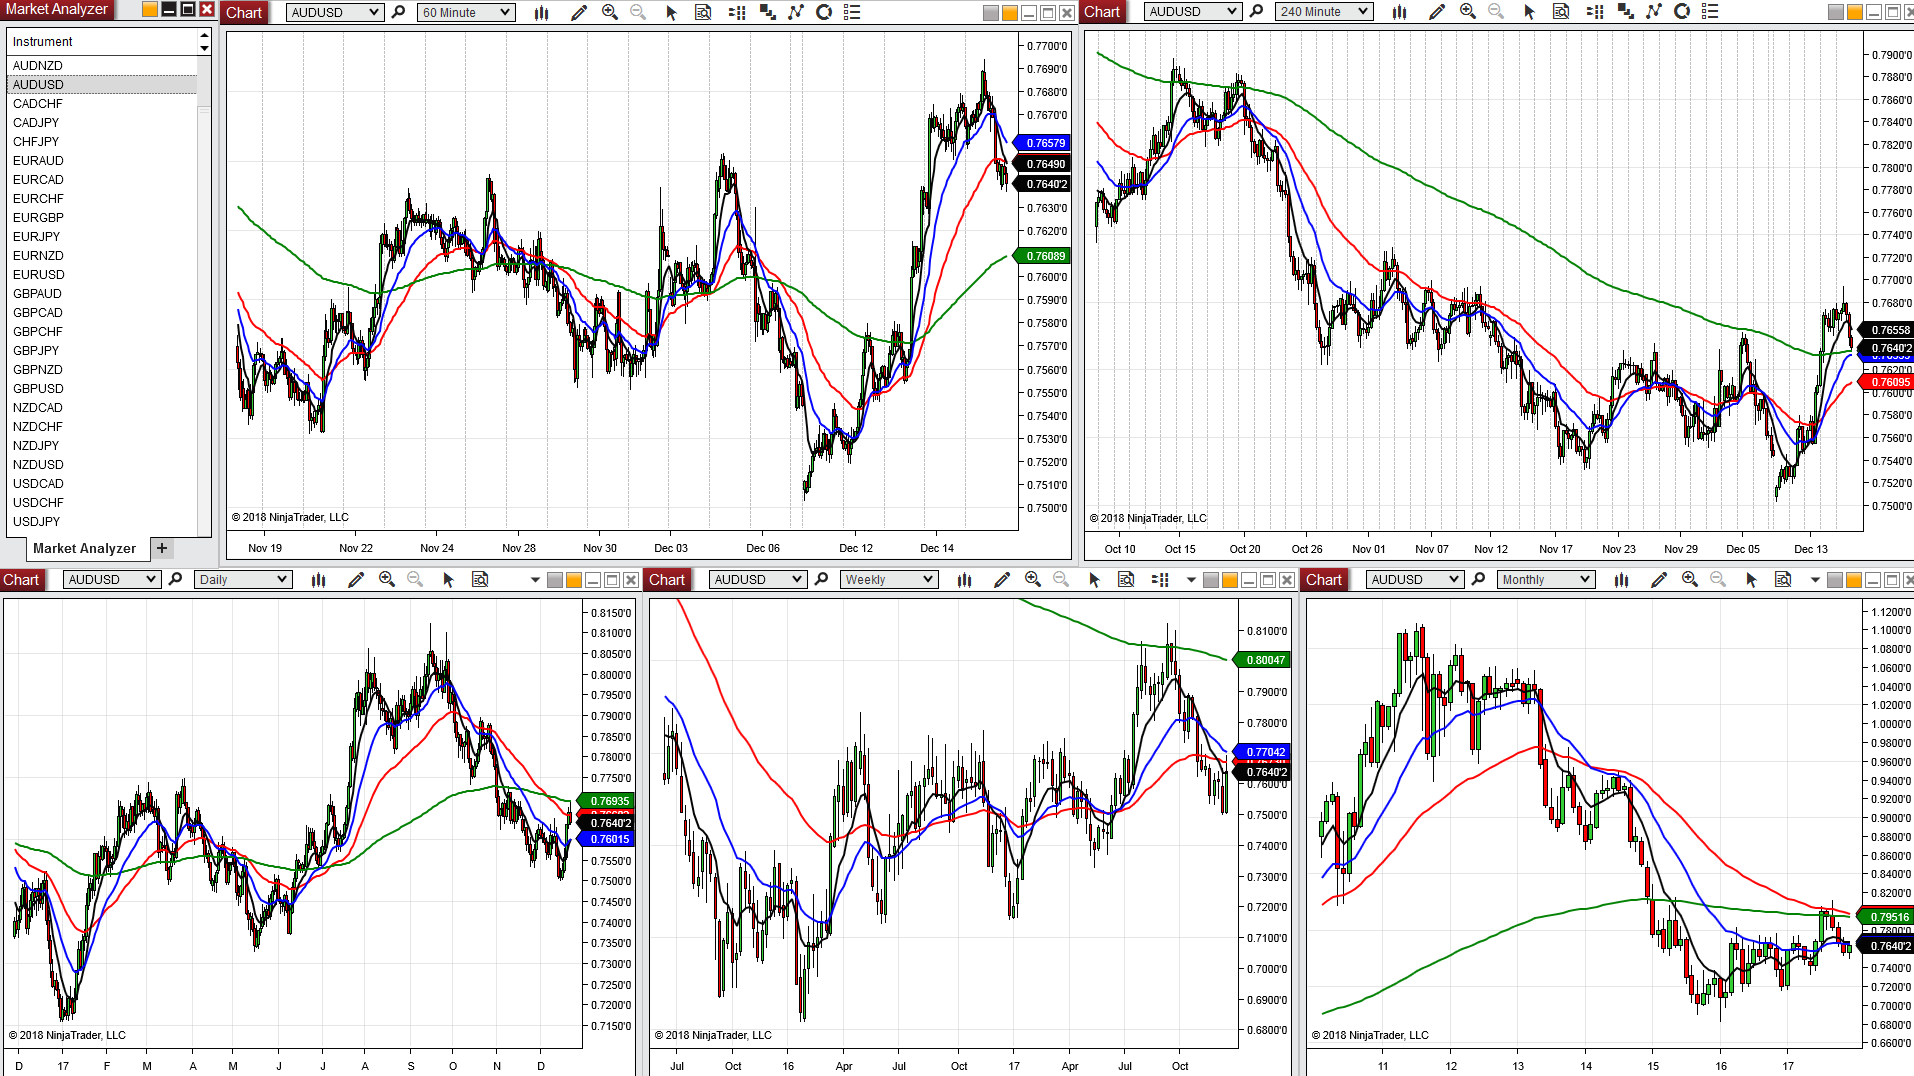 Market Analyzer
Instrument
AUDNZD
AUDUSD
CADCHF
CADJPY
CHFJPY
EURAUD
EURCAD
EURCHF
EURGBP
EURJPY
EURNZD
EURUSD
GBPAUD
GBPCAD
GBPCHF
GBPJPY
GBPNZD
GBPUSD
NZDCAD
NZDCHF
NZDJPY
NZDUSD
USDCAD
USDCHF
USDJPY
Market Analyzer +
Chart AUDUSD 60 Minute
0.7700'0
0.7690'0
0.7680'0
0.7670'0
0.76579
0.76490
0.7640'2
0.7630'0
0.7620'0
0.76089
0.7600'0
0.7590'0
0.7580'0
0.7570'0
0.7560'0
0.7550'0
0.7540'0
0.7530'0
0.7520'0
0.7510'0
0.7500'0
© 2018 NinjaTrader, LLC
Nov 19 Nov 22 Nov 24 Nov 28 Nov 30 Dec 03 Dec 06 Dec 12 Dec 14
Chart AUDUSD 240 Minute
0.7900'0
0.7880'0
0.7860'0
0.7840'0
0.7820'0
0.7800'0
0.7780'0
0.7760'0
0.7740'0
0.7720'0
0.7700'0
0.7680'0
0.76558
0.7640'2
0.7620'0
0.76095
0.7600'0
0.7580'0
0.7560'0
0.7540'0
0.7520'0
0.7500'0
© 2018 NinjaTrader, LLC
Oct 10 Oct 15 Oct 20 Oct 26 Nov 01 Nov 07 Nov 12 Nov 17 Nov 23 Nov 29 Dec 05 Dec 13
Chart AUDUSD Daily
0.8150'0
0.8100'0
0.8050'0
0.8000'0
0.7950'0
0.7900'0
0.7850'0
0.7800'0
0.7750'0
0.76935
0.7640'2
0.76015
0.7550'0
0.7500'0
0.7450'0
0.7400'0
0.7350'0
0.7300'0
0.7250'0
0.7200'0
0.7150'0
© 2018 NinjaTrader, LLC
D 17 F M A M J J A S O N D
Chart AUDUSD Weekly
0.8100'0
0.80047
0.7900'0
0.7800'0
0.77042
0.7640'2
0.7600'0
0.7500'0
0.7400'0
0.7300'0
0.7200'0
0.7100'0
0.7000'0
0.6900'0
0.6800'0
© 2018 NinjaTrader, LLC
Jul Oct 16 Apr Jul Oct 17 Apr Jul Oct
Chart AUDUSD Monthly
1.1200'0
1.1000'0
1.0800'0
1.0600'0
1.0400'0
1.0200'0
1.0000'0
0.9800'0
0.9600'0
0.9400'0
0.9200'0
0.9000'0
0.8800'0
0.8600'0
0.8400'0
0.8200'0
0.79516
0.7800'0
0.7640'2
0.7400'0
0.7200'0
0.7000'0
0.6800'0
0.6600'0
© 2018 NinjaTrader, LLC
11 12 13 14 15 16 17